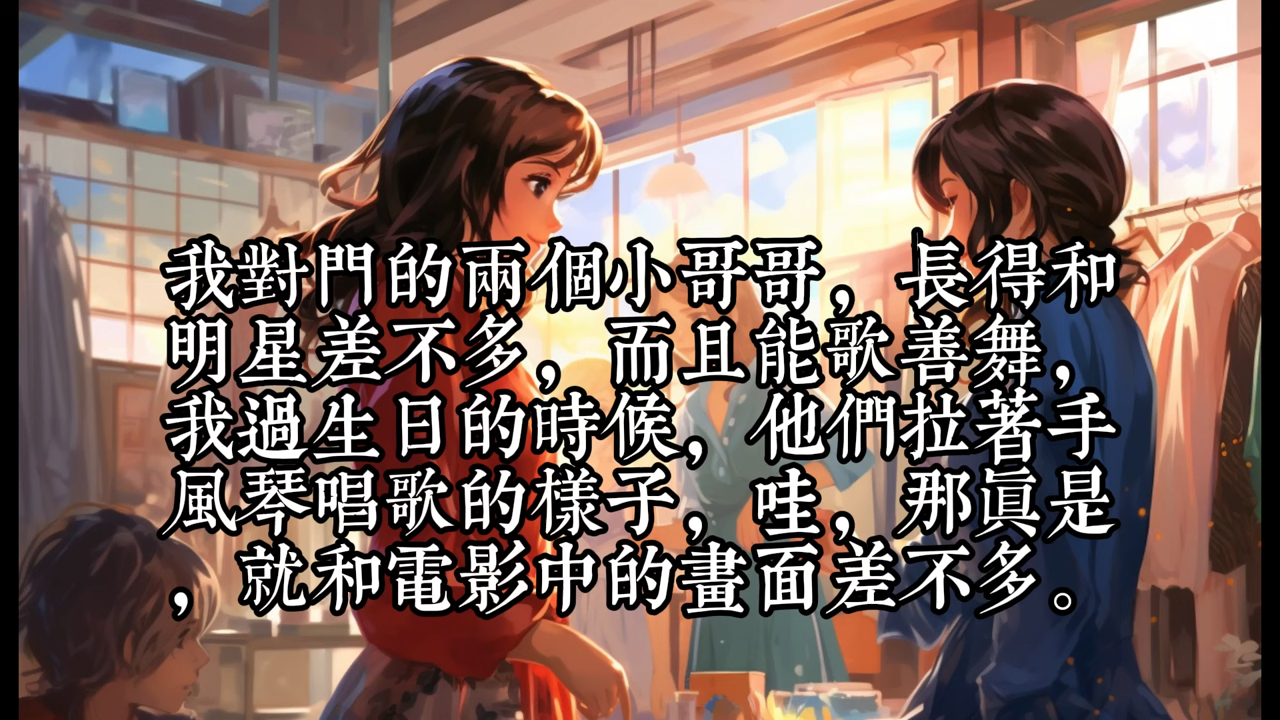 我對門的兩個小哥哥，長得和
明星差不多，而且能歌善舞，
我過生日的時候，他們拉著手
風琴唱歌的樣子，哇，那眞是
，就和電影中的畫面差不多。